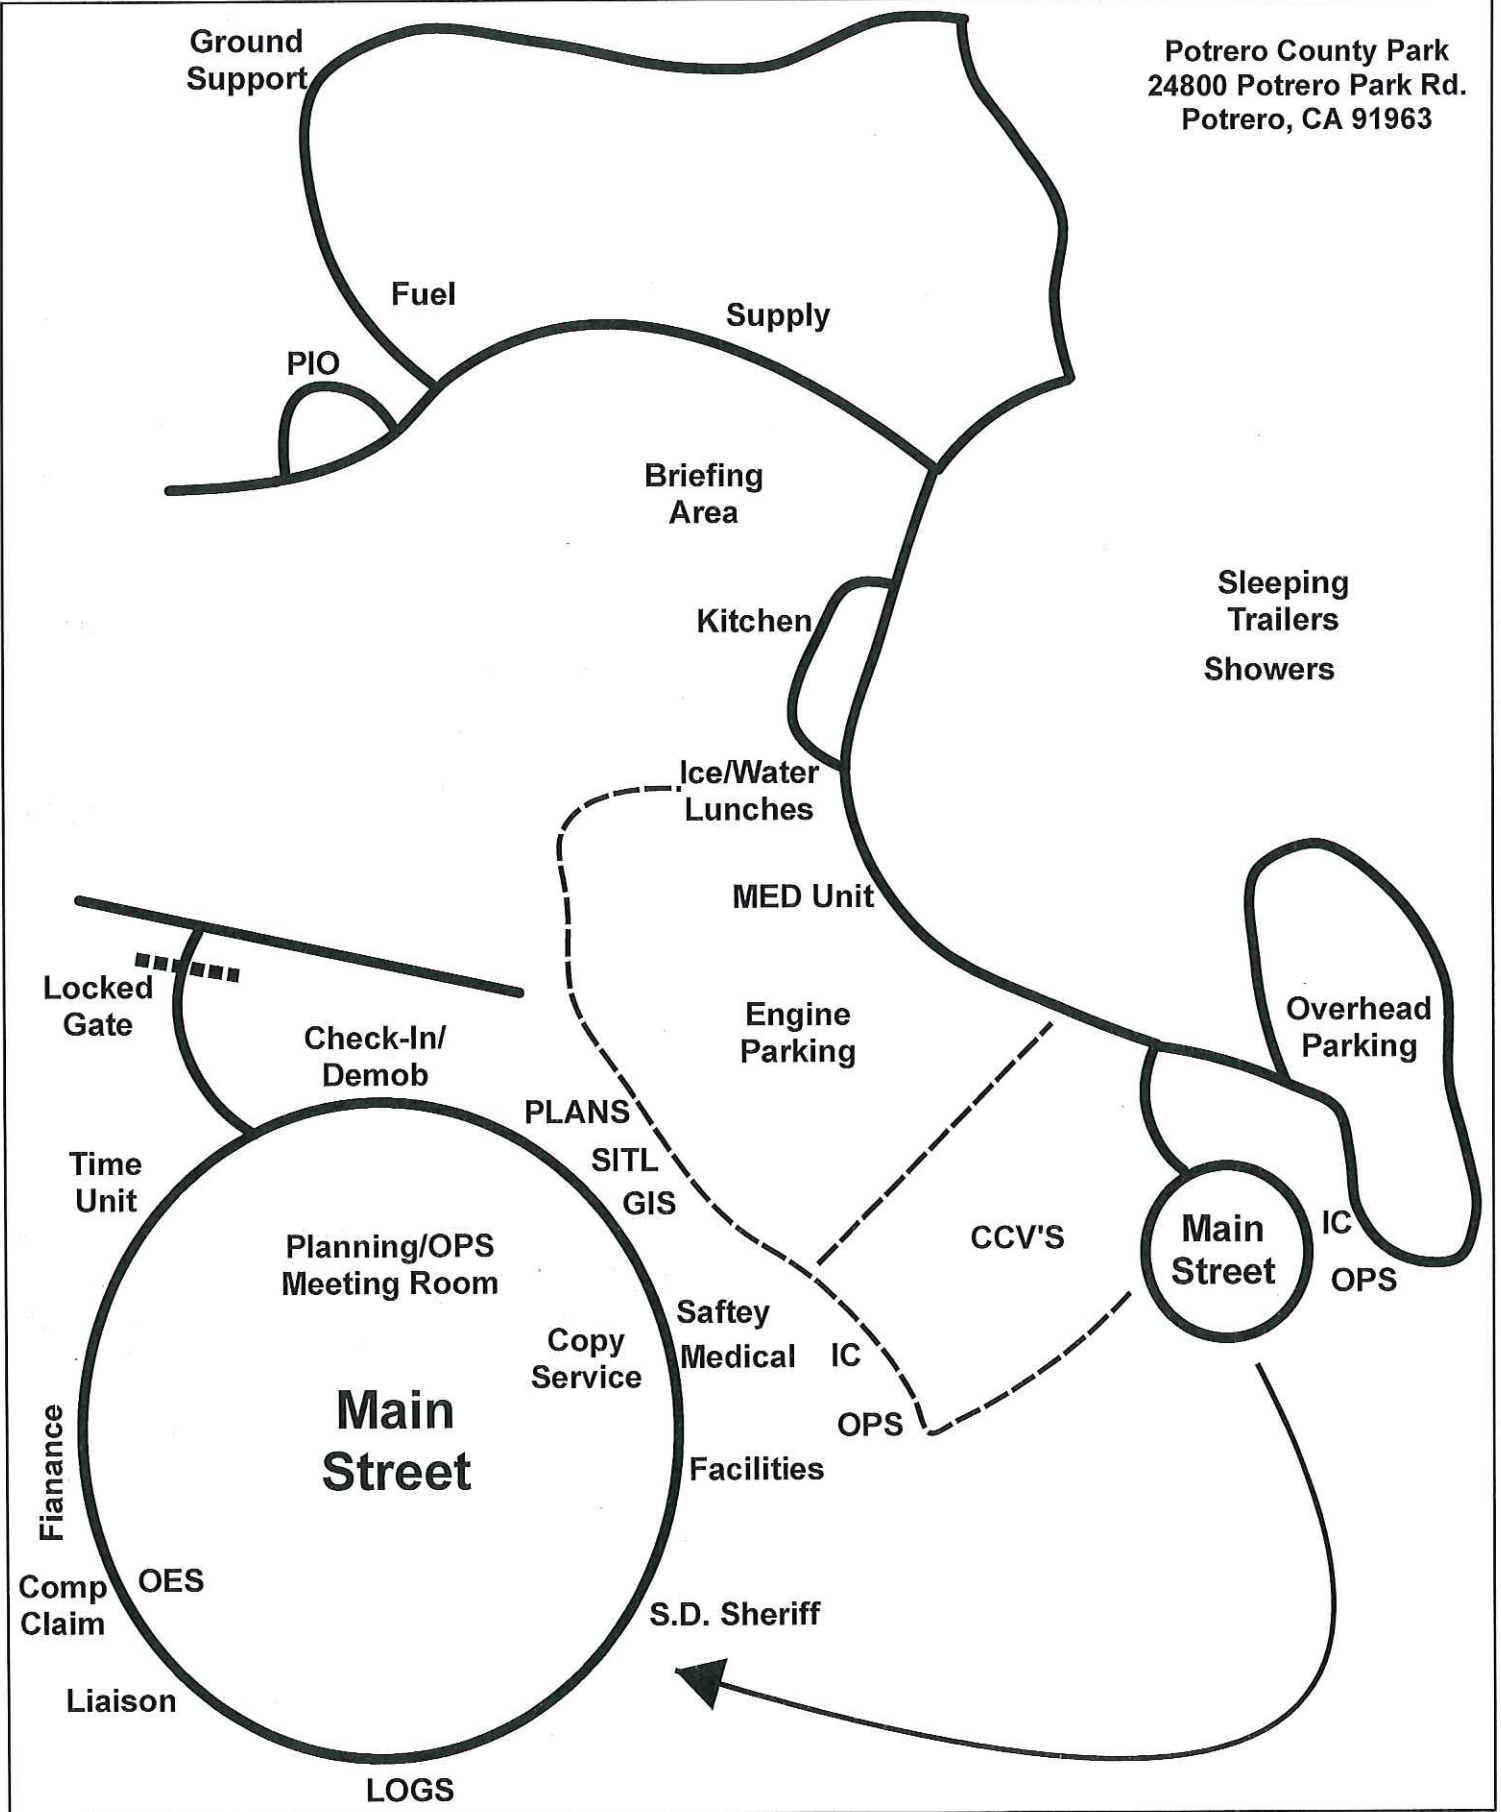 Ground
Support
Potrero County Park
24800 Potrero Park Rd.
Potrero, CA 91963
Fuel
Supply
PIO
Briefing
Area
Kitchen
Sleeping
Trailers
Showers
Ice/Water
Lunches
MED Unit
Locked
Gate
Engine
Parking
Overhead
Parking
Check-In/
Demob
PLANS
SITL
GIS
Time
Unit
Planning/OPS
Meeting Room
CCV'S
Main
Street
IC
OPS
Saftey
Medical
IC
Copy
Service
OPS
Main
Street
Facilities
Fianance
OES
Comp
Claim
S.D. Sheriff
Liaison
LOGS